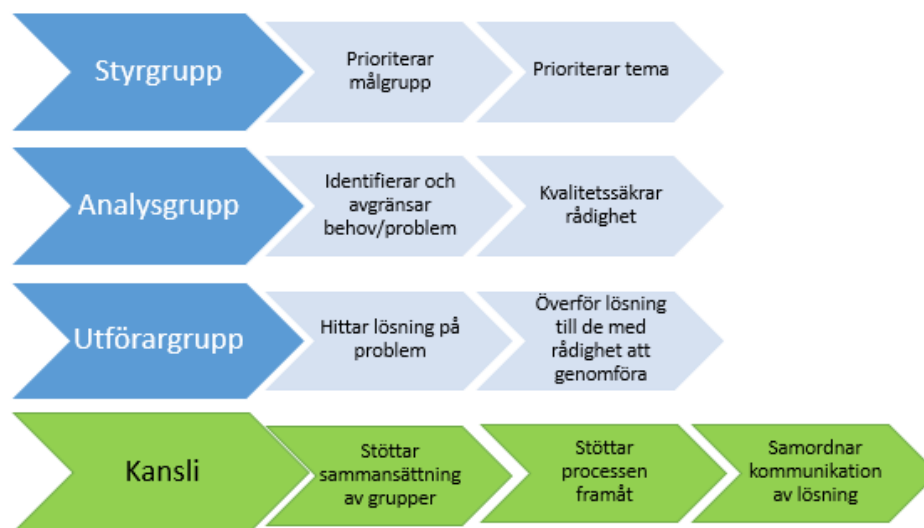 Styrgrupp
Prioriterar
målgrupp
Prioriterar tema
Analysgrupp
Identifierar och
avgränsar
behov/problem
Kvalitetssäkrar
rådighet
Utförargrupp
Hittar lösning på
problem
Överför lösning
till de med
rådighet att
genomföra
Kansli
Stöttar
sammansättning
av grupper
Stöttar
processen
framåt
Samordnar
kommunikation
av lösning